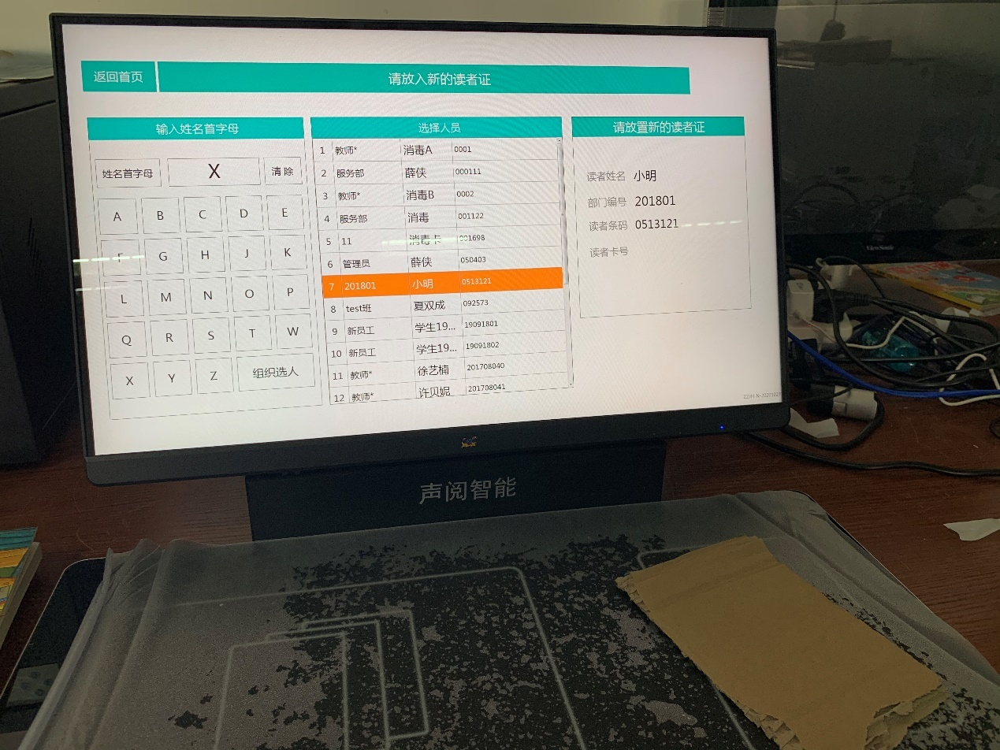 返回首页
请放入新的读者证
输入姓名首字母
姓名首字母 X 清除
A B C D E
F G H J K
L M N O P
Q R S T W
X Y Z 组织选人
选择人员
1 教师* 消毒A 0001
2 服务部 薛侠 000111
3 教师* 消毒B 0002
4 服务部 消毒 001122
5 11 消毒卡 001698
6 管理员 薛侠 050403
7 201801 小明 0513121
8 test班 夏双成 092573
9 新员工 学生19... 19091801
10 新员工 学生19... 19091802
11 教师* 徐艺楠 201708040
12 教师* 许贝妮 201708041
请放置新的读者证
读者姓名 小明
部门编号 201801
读者条码 0513121
读者卡号
声阅智能
ViewSonic